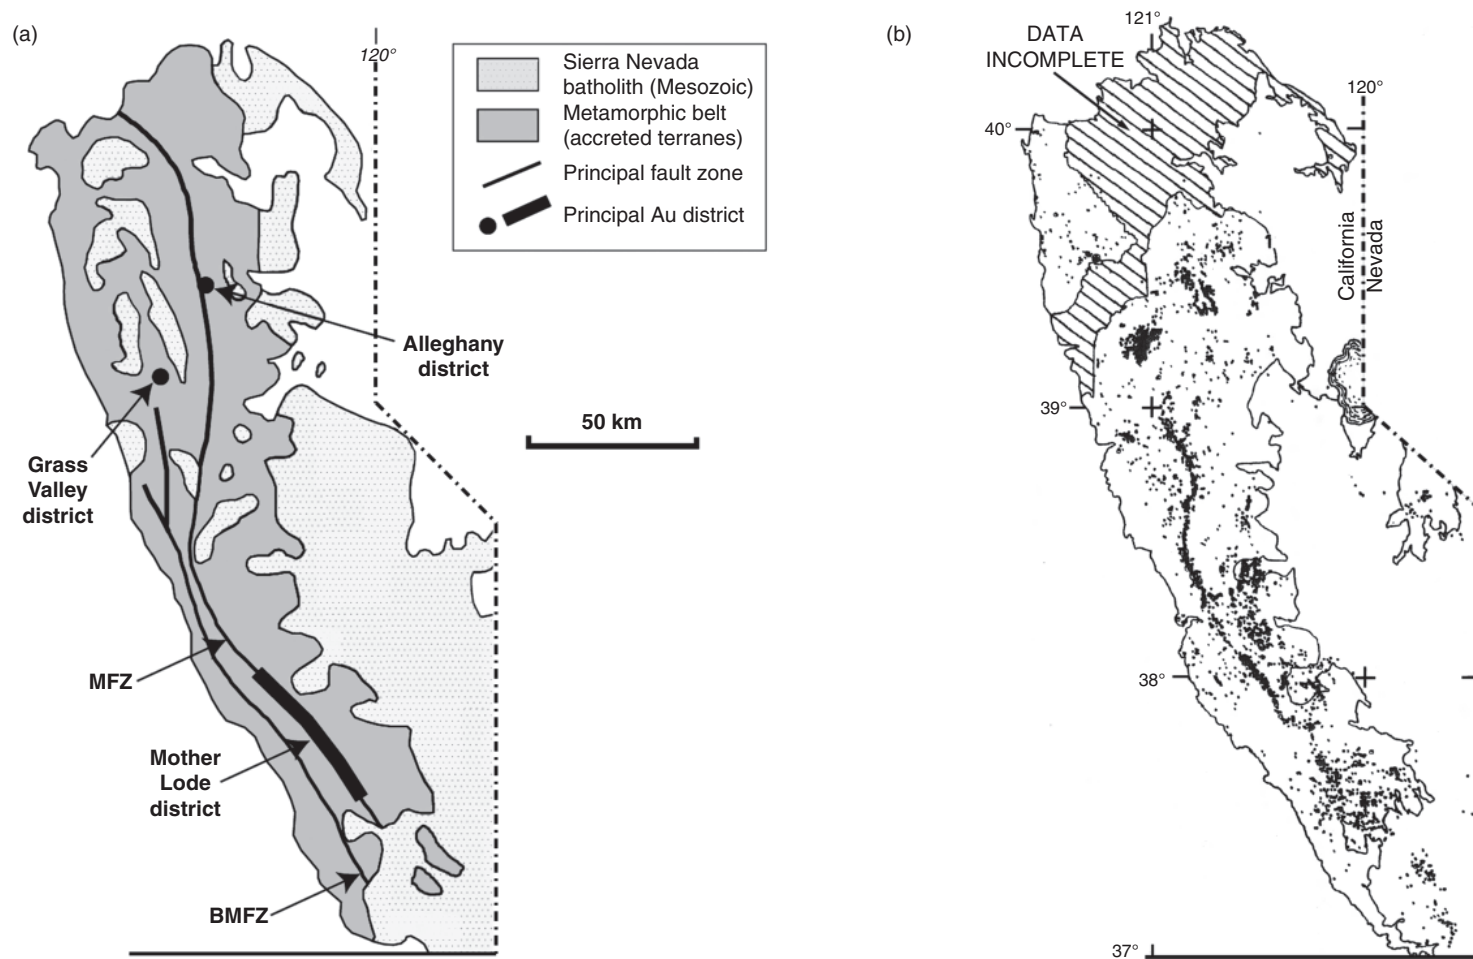 (a)
120°
Sierra Nevada
batholith (Mesozoic)
Metamorphic belt
(accreted terranes)
Principal fault zone
Principal Au district
Alleghany
district
50 km
Grass
Valley
district
MFZ
Mother
Lode
district
BMFZ
(b)
121°
DATA
INCOMPLETE
120°
40°
California
Nevada
39°
38°
37°